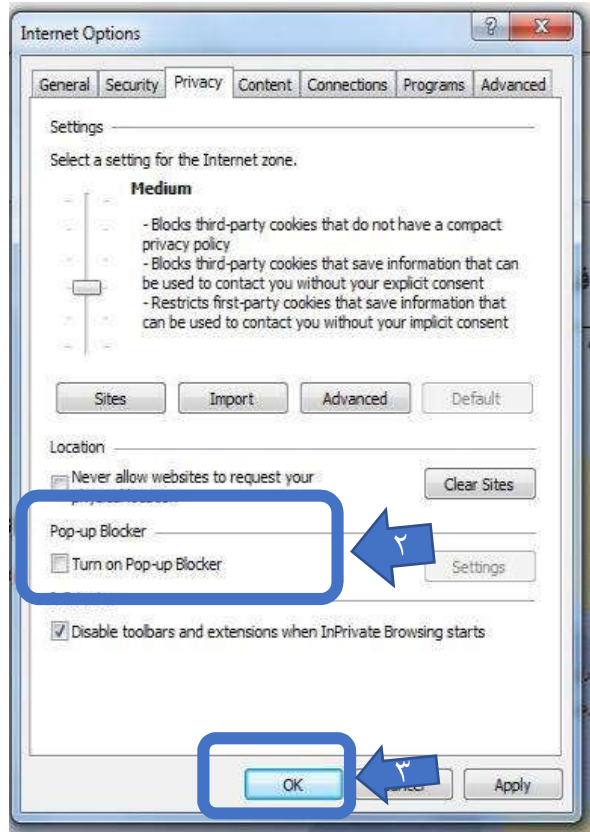 Internet Options
General Security Privacy Content Connections Programs Advanced
Settings
Select a setting for the Internet zone.
Medium
- Blocks third-party cookies that do not have a compact
privacy policy
- Blocks third-party cookies that save information that can
be used to contact you without your explicit consent
- Restricts first-party cookies that save information that
can be used to contact you without your implicit consent
Sites Import Advanced Default
Location
Never allow websites to request your
Clear Sites
Pop-up Blocker
٢
Turn on Pop-up Blocker
Settings
Disable toolbars and extensions when InPrivate Browsing starts
OK ٣ Apply